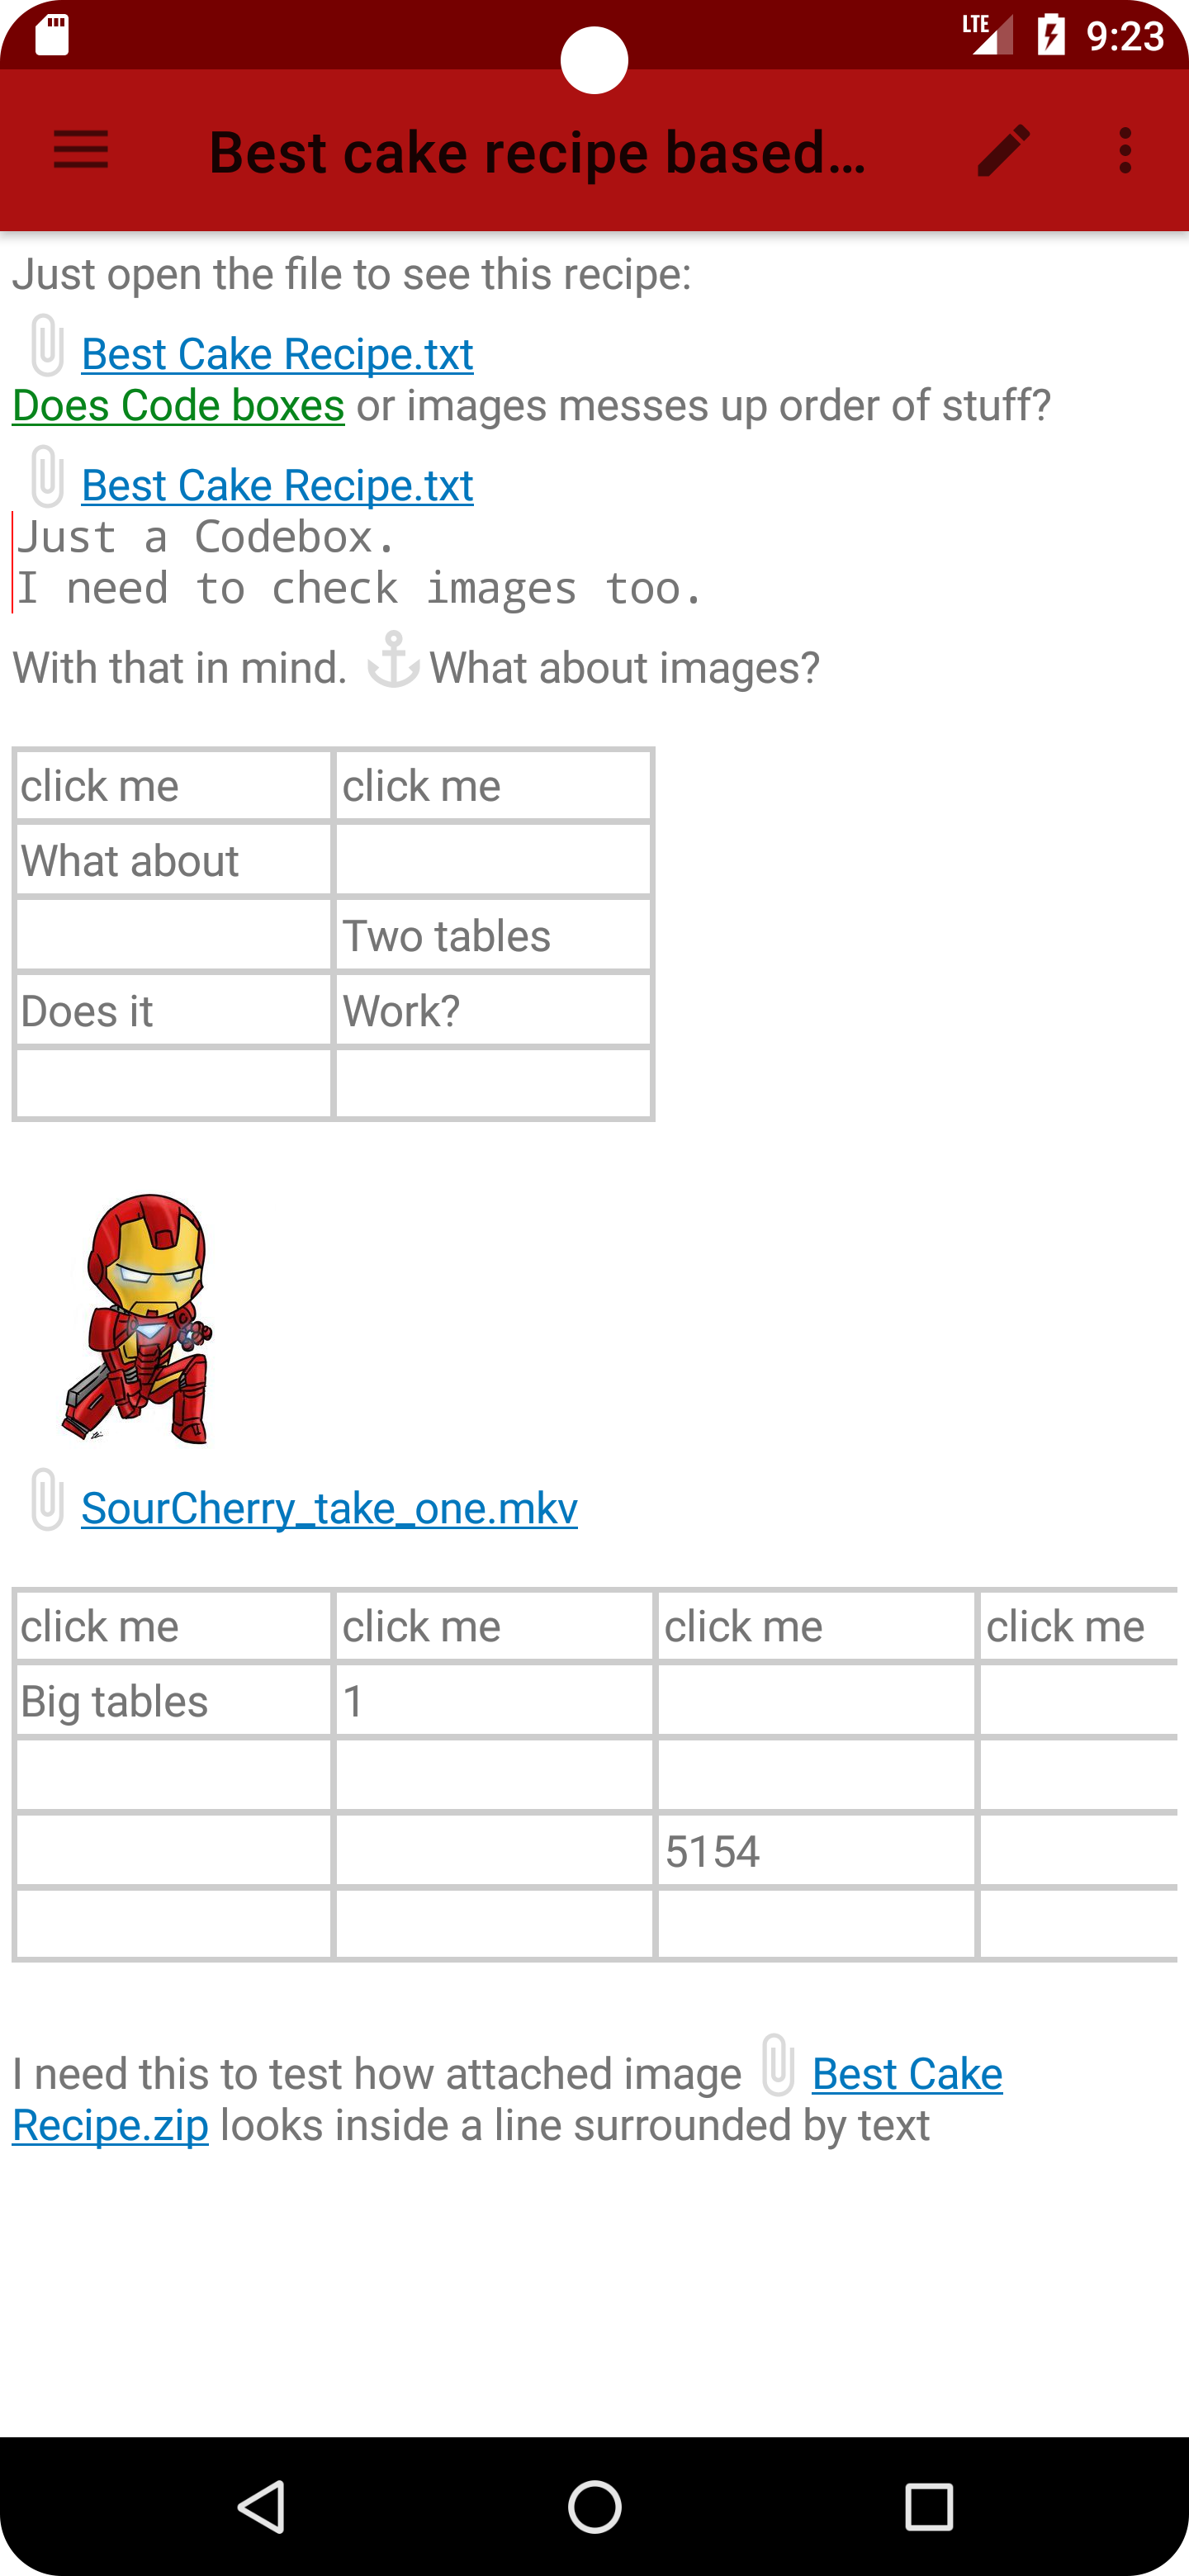 LTE 9:23
Best cake recipe based...
Just open the file to see this recipe:
Best Cake Recipe.txt
Does Code boxes or images messes up order of stuff?
Best Cake Recipe.txt
Just a Codebox.
I need to check images too.
With that in mind. What about images?
click me click me
What about
Two tables
Does it Work?
SourCherry_take_one.mkv
click me click me click me click me
Big tables 1
5154
I need this to test how attached image Best Cake
Recipe.zip looks inside a line surrounded by text